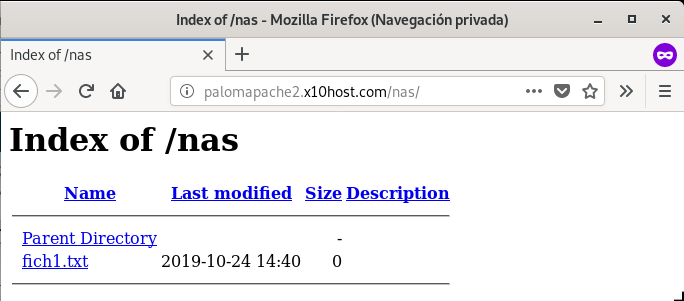 Index of /nas - Mozilla Firefox (Navegación privada)
Index of /nas
palomapache2.x10host.com/nas/
Index of /nas
Name Last modified Size Description
Parent Directory -
fich1.txt 2019-10-24 14:40 0